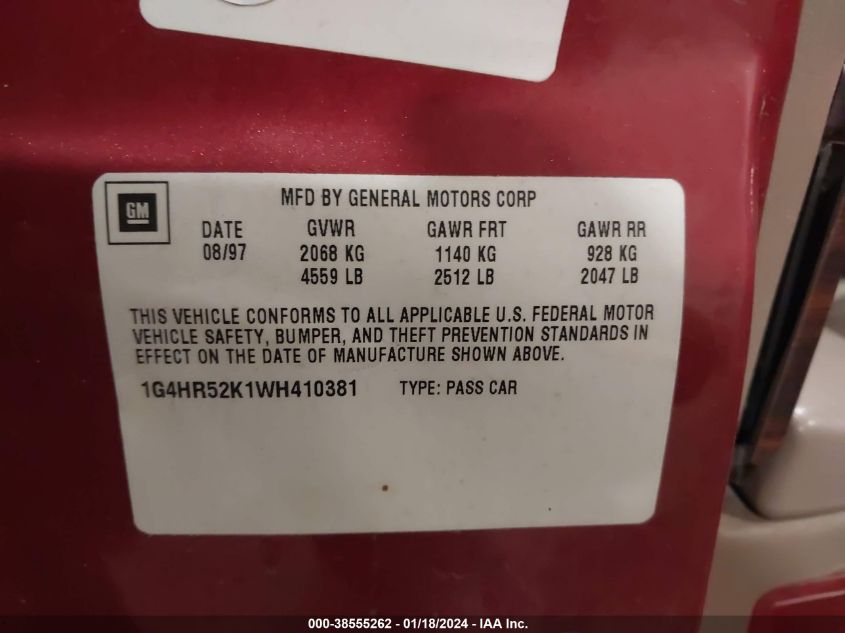 GM
MFD BY GENERAL MOTORS CORP
DATE GVWR GAWR FRT GAWR RR
08/97 2068 KG 1140 KG 928 KG
4559 LB 2512 LB 2047 LB
THIS VEHICLE CONFORMS TO ALL APPLICABLE U.S. FEDERAL MOTOR
VEHICLE SAFETY, BUMPER, AND THEFT PREVENTION STANDARDS IN
EFFECT ON THE DATE OF MANUFACTURE SHOWN ABOVE.
1G4HR52K1WH410381 TYPE: PASS CAR
000-38555262 - 01/18/2024 - IAA Inc.